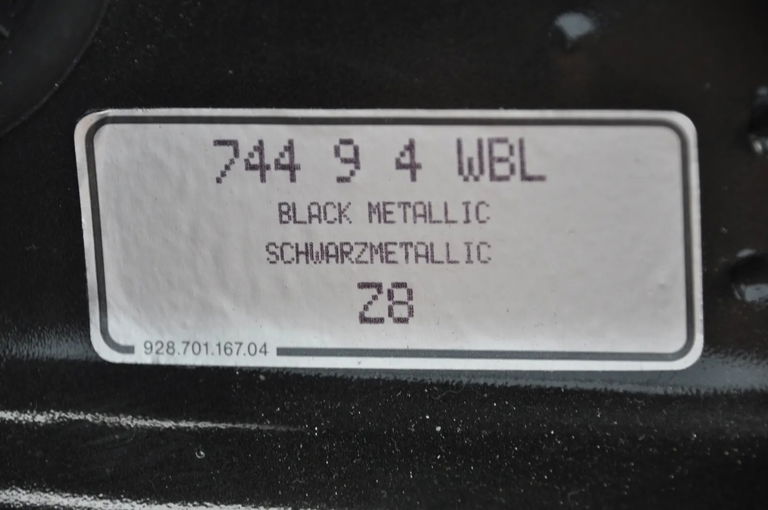 744 9 4 WBL
BLACK METALLIC
SCHWARZMETALLIC
Z8
928.701.167.04